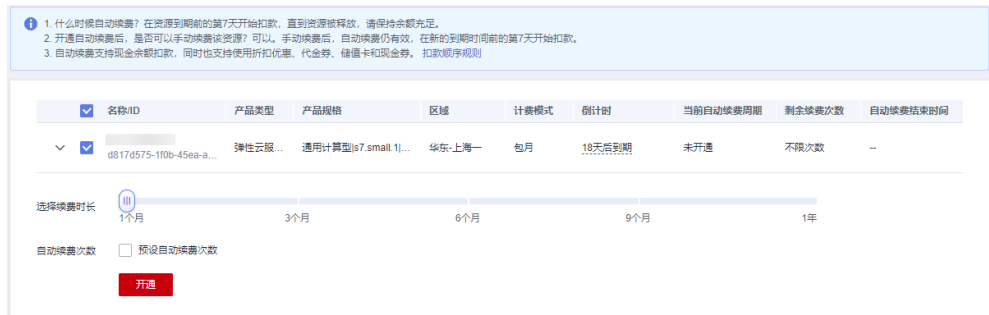 1. 什么时候自动续费？在资源到期前的第7天开始扣款，直到资源被释放，请保持余额充足。
2. 开通自动续费后，是否可以手动续费该资源？可以。手动续费后，自动续费仍有效，在新的到期时间前的第7天开始扣款。
3. 自动续费支持现金余额扣款，同时也支持使用折扣优惠、代金券、储值卡和现金券。 扣款顺序规则
名称/ID 产品类型 产品规格 区域 计费模式 倒计时 当前自动续费周期 剩余续费次数 自动续费结束时间
弹性云服... 通用计算型|s7.small.1|... 华东-上海一 包月 18天后到期 未开通 不限次数 --
d817d575-1f0b-45ea-a...
选择续费时长
1个月 3个月 6个月 9个月 1年
自动续费次数 预设自动续费次数
开通